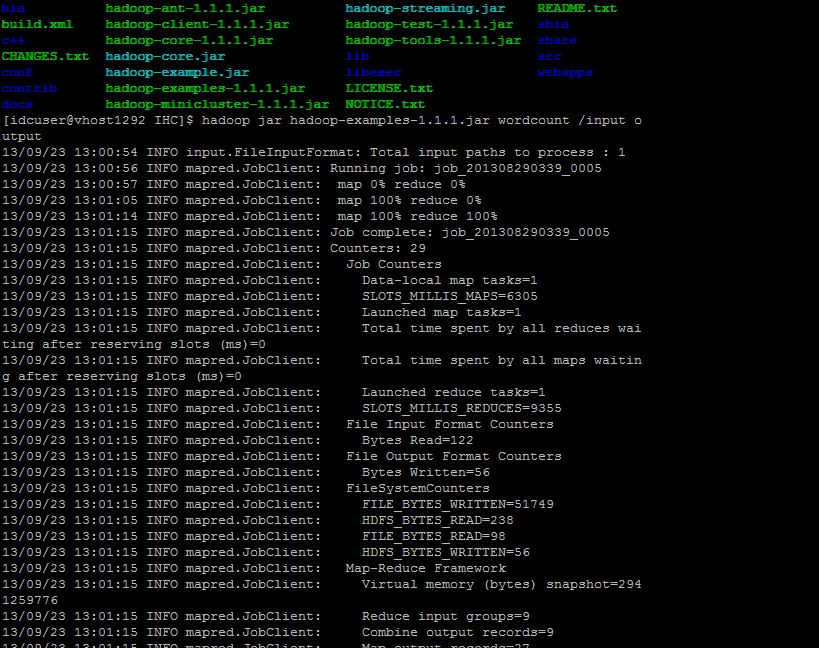 bin hadoop-ant-1.1.1.jar hadoop-streaming.jar README.txt
build.xml hadoop-client-1.1.1.jar hadoop-test-1.1.1.jar sbin
c++ hadoop-core-1.1.1.jar hadoop-tools-1.1.1.jar share
CHANGES.txt hadoop-core.jar lib src
conf hadoop-example.jar libexec webapps
contrib hadoop-examples-1.1.1.jar LICENSE.txt
docs hadoop-minicluster-1.1.1.jar NOTICE.txt
[idcuser@vhost1292 IHC]$ hadoop jar hadoop-examples-1.1.1.jar wordcount /input o
utput
13/09/23 13:00:54 INFO input.FileInputFormat: Total input paths to process : 1
13/09/23 13:00:56 INFO mapred.JobClient: Running job: job_201308290339_0005
13/09/23 13:00:57 INFO mapred.JobClient:  map 0% reduce 0%
13/09/23 13:01:05 INFO mapred.JobClient:  map 100% reduce 0%
13/09/23 13:01:14 INFO mapred.JobClient:  map 100% reduce 100%
13/09/23 13:01:15 INFO mapred.JobClient: Job complete: job_201308290339_0005
13/09/23 13:01:15 INFO mapred.JobClient: Counters: 29
13/09/23 13:01:15 INFO mapred.JobClient:   Job Counters
13/09/23 13:01:15 INFO mapred.JobClient:     Data-local map tasks=1
13/09/23 13:01:15 INFO mapred.JobClient:     SLOTS_MILLIS_MAPS=6305
13/09/23 13:01:15 INFO mapred.JobClient:     Launched map tasks=1
13/09/23 13:01:15 INFO mapred.JobClient:     Total time spent by all reduces wai
ting after reserving slots (ms)=0
13/09/23 13:01:15 INFO mapred.JobClient:     Total time spent by all maps waitin
g after reserving slots (ms)=0
13/09/23 13:01:15 INFO mapred.JobClient:     Launched reduce tasks=1
13/09/23 13:01:15 INFO mapred.JobClient:     SLOTS_MILLIS_REDUCES=9355
13/09/23 13:01:15 INFO mapred.JobClient:   File Input Format Counters
13/09/23 13:01:15 INFO mapred.JobClient:     Bytes Read=122
13/09/23 13:01:15 INFO mapred.JobClient:   File Output Format Counters
13/09/23 13:01:15 INFO mapred.JobClient:     Bytes Written=56
13/09/23 13:01:15 INFO mapred.JobClient:   FileSystemCounters
13/09/23 13:01:15 INFO mapred.JobClient:     FILE_BYTES_WRITTEN=51749
13/09/23 13:01:15 INFO mapred.JobClient:     HDFS_BYTES_READ=238
13/09/23 13:01:15 INFO mapred.JobClient:     FILE_BYTES_READ=98
13/09/23 13:01:15 INFO mapred.JobClient:     HDFS_BYTES_WRITTEN=56
13/09/23 13:01:15 INFO mapred.JobClient:   Map-Reduce Framework
13/09/23 13:01:15 INFO mapred.JobClient:     Virtual memory (bytes) snapshot=294
1259776
13/09/23 13:01:15 INFO mapred.JobClient:     Reduce input groups=9
13/09/23 13:01:15 INFO mapred.JobClient:     Combine output records=9
13/09/23 13:01:15 INFO mapred.JobClient:     Map output records=27